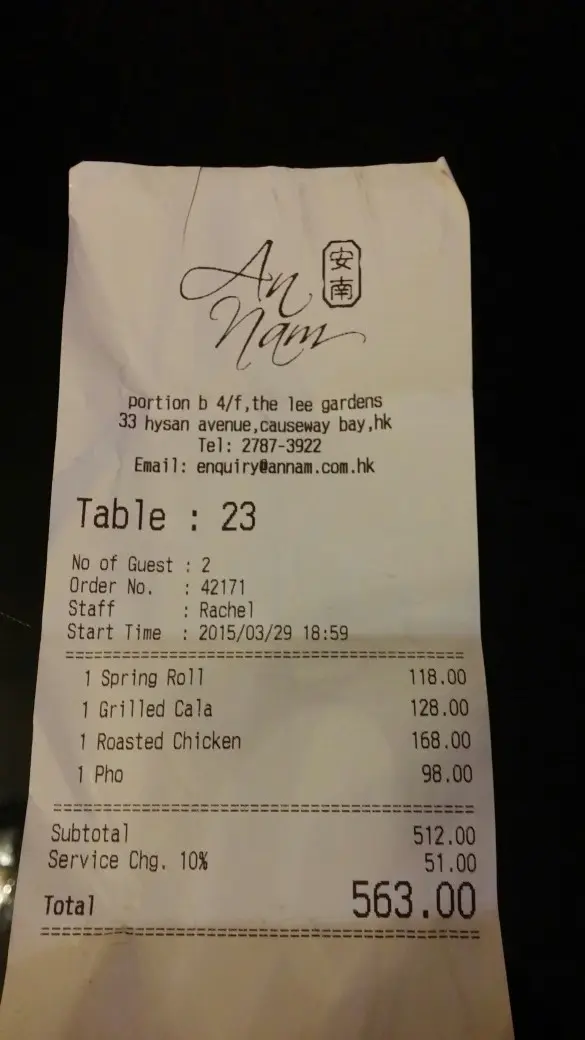 An
Nam
安
南
portion b 4/f,the lee gardens
33 hysan avenue,causeway bay,hk
Tel: 2787-3922
Email: enquiry@annam.com.hk
Table : 23
No of Guest : 2
Order No. : 42171
Staff : Rachel
Start Time : 2015/03/29 18:59
1 Spring Roll 118.00
1 Grilled Cala 128.00
1 Roasted Chicken 168.00
1 Pho 98.00
Subtotal 512.00
Service Chg. 10% 51.00
Total 563.00